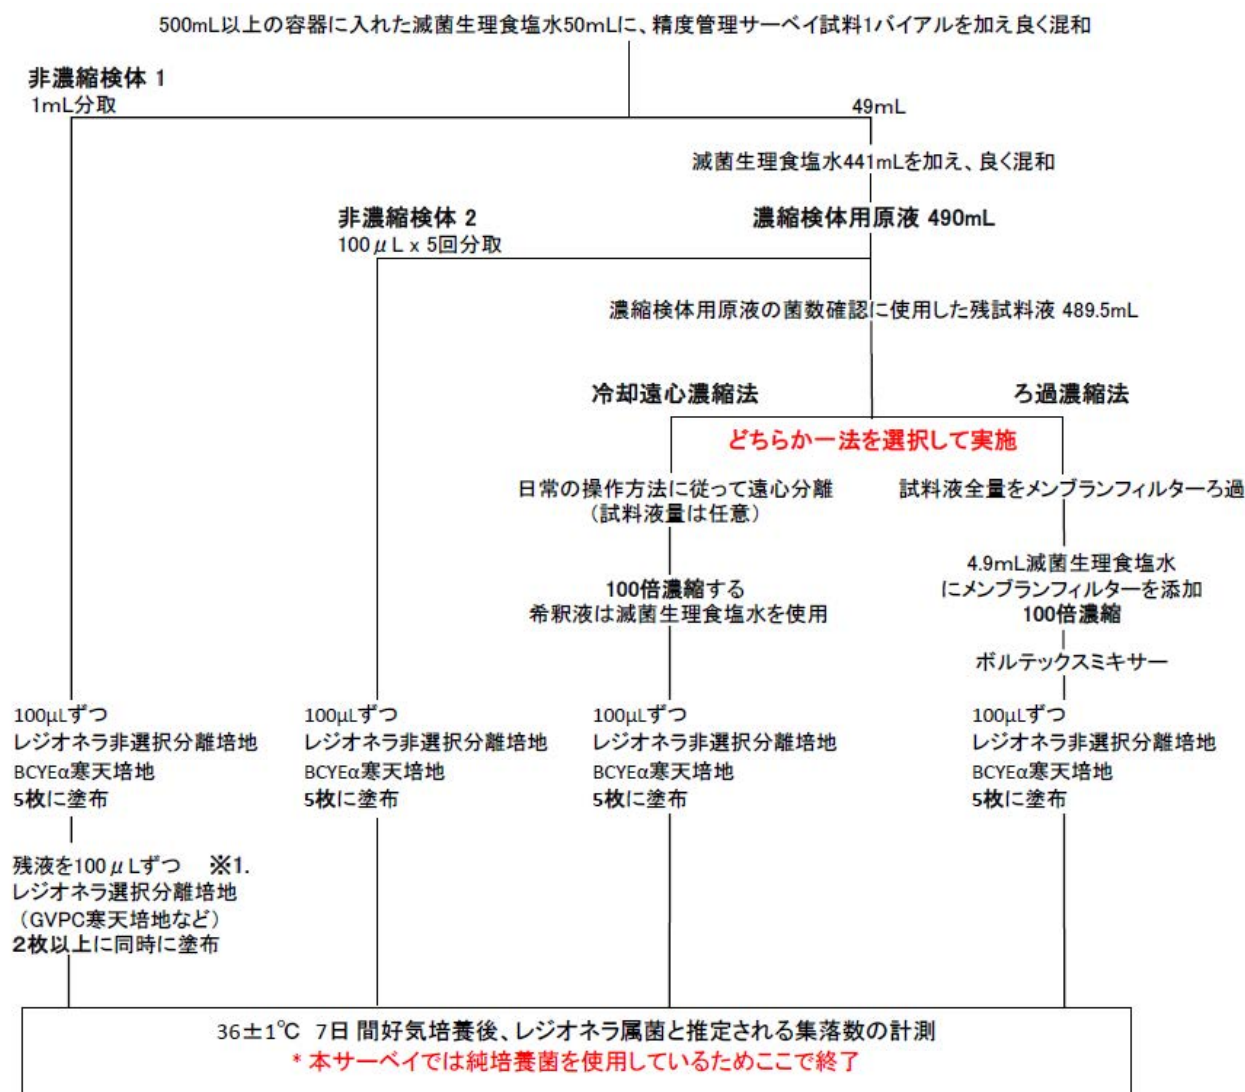 500mL以上の容器に入れた滅菌生理食塩水50mLに、精度管理サーベイ試料1バイアルを加え良く混和
非濃縮検体 1
1mL分取
49mL
滅菌生理食塩水441mLを加え、良く混和
非濃縮検体 2
100μL x 5回分取
濃縮検体用原液 490mL
濃縮検体用原液の菌数確認に使用した残試料液 489.5mL
冷却遠心濃縮法
ろ過濃縮法
どちらか一法を選択して実施
日常の操作方法に従って遠心分離
（試料液量は任意）
100倍濃縮する
希釈液は滅菌生理食塩水を使用
試料液全量をメンブランフィルターろ過
4.9mL滅菌生理食塩水
にメンブランフィルターを添加
100倍濃縮
ボルテックスミキサー
100μLずつ
レジオネラ非選択分離培地
BCYEα寒天培地
5枚に塗布
100μLずつ
レジオネラ非選択分離培地
BCYEα寒天培地
5枚に塗布
100μLずつ
レジオネラ非選択分離培地
BCYEα寒天培地
5枚に塗布
100μLずつ
レジオネラ非選択分離培地
BCYEα寒天培地
5枚に塗布
残液を100μLずつ ※1.
レジオネラ選択分離培地
（GVPC寒天培地など）
2枚以上に同時に塗布
36±1℃ 7日間好気培養後、レジオネラ属菌と推定される集落数の計測
* 本サーベイでは純培養菌を使用しているためここで終了